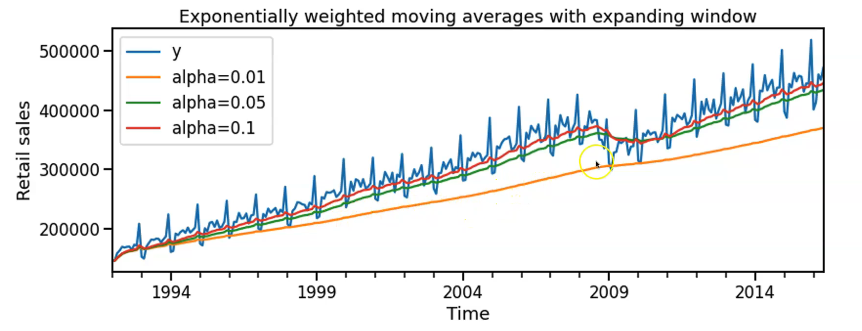 Exponentially weighted moving averages with expanding window
500000
400000
300000
200000
Retail sales
y
alpha=0.01
alpha=0.05
alpha=0.1
1994
1999
2004
2009
2014
Time